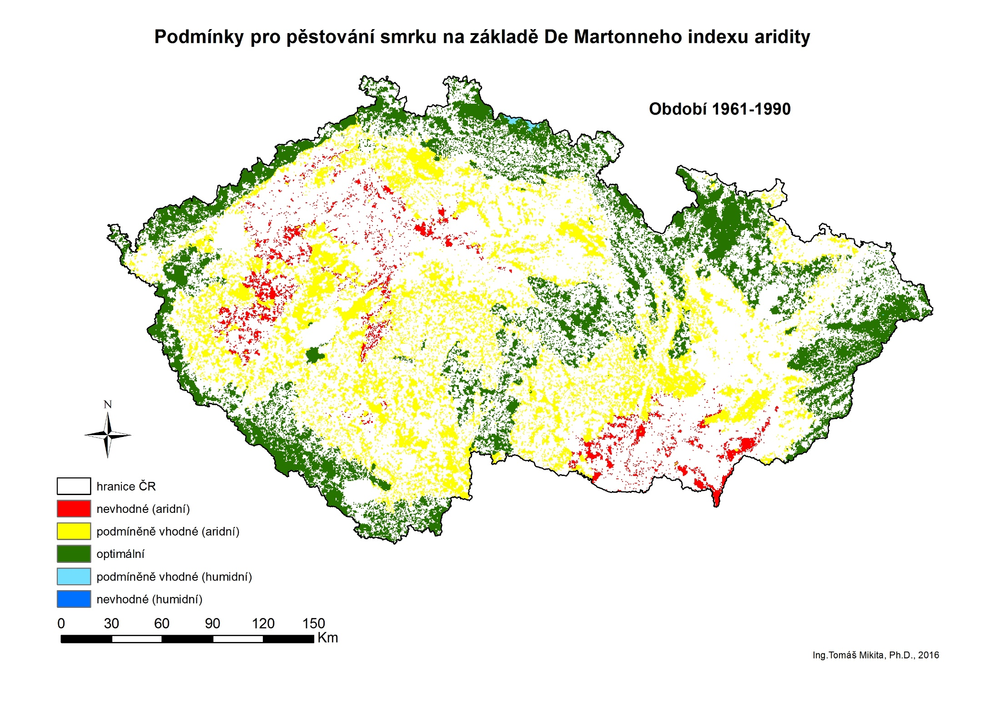 Podmínky pro pěstování smrku na základě De Martonneho indexu aridity
Období 1961-1990
N
hranice ČR
nevhodné (aridní)
podmíněně vhodné (aridní)
optimální
podmíněně vhodné (humidní)
nevhodné (humidní)
0 30 60 90 120 150
Km
Ing.Tomáš Mikita, Ph.D., 2016